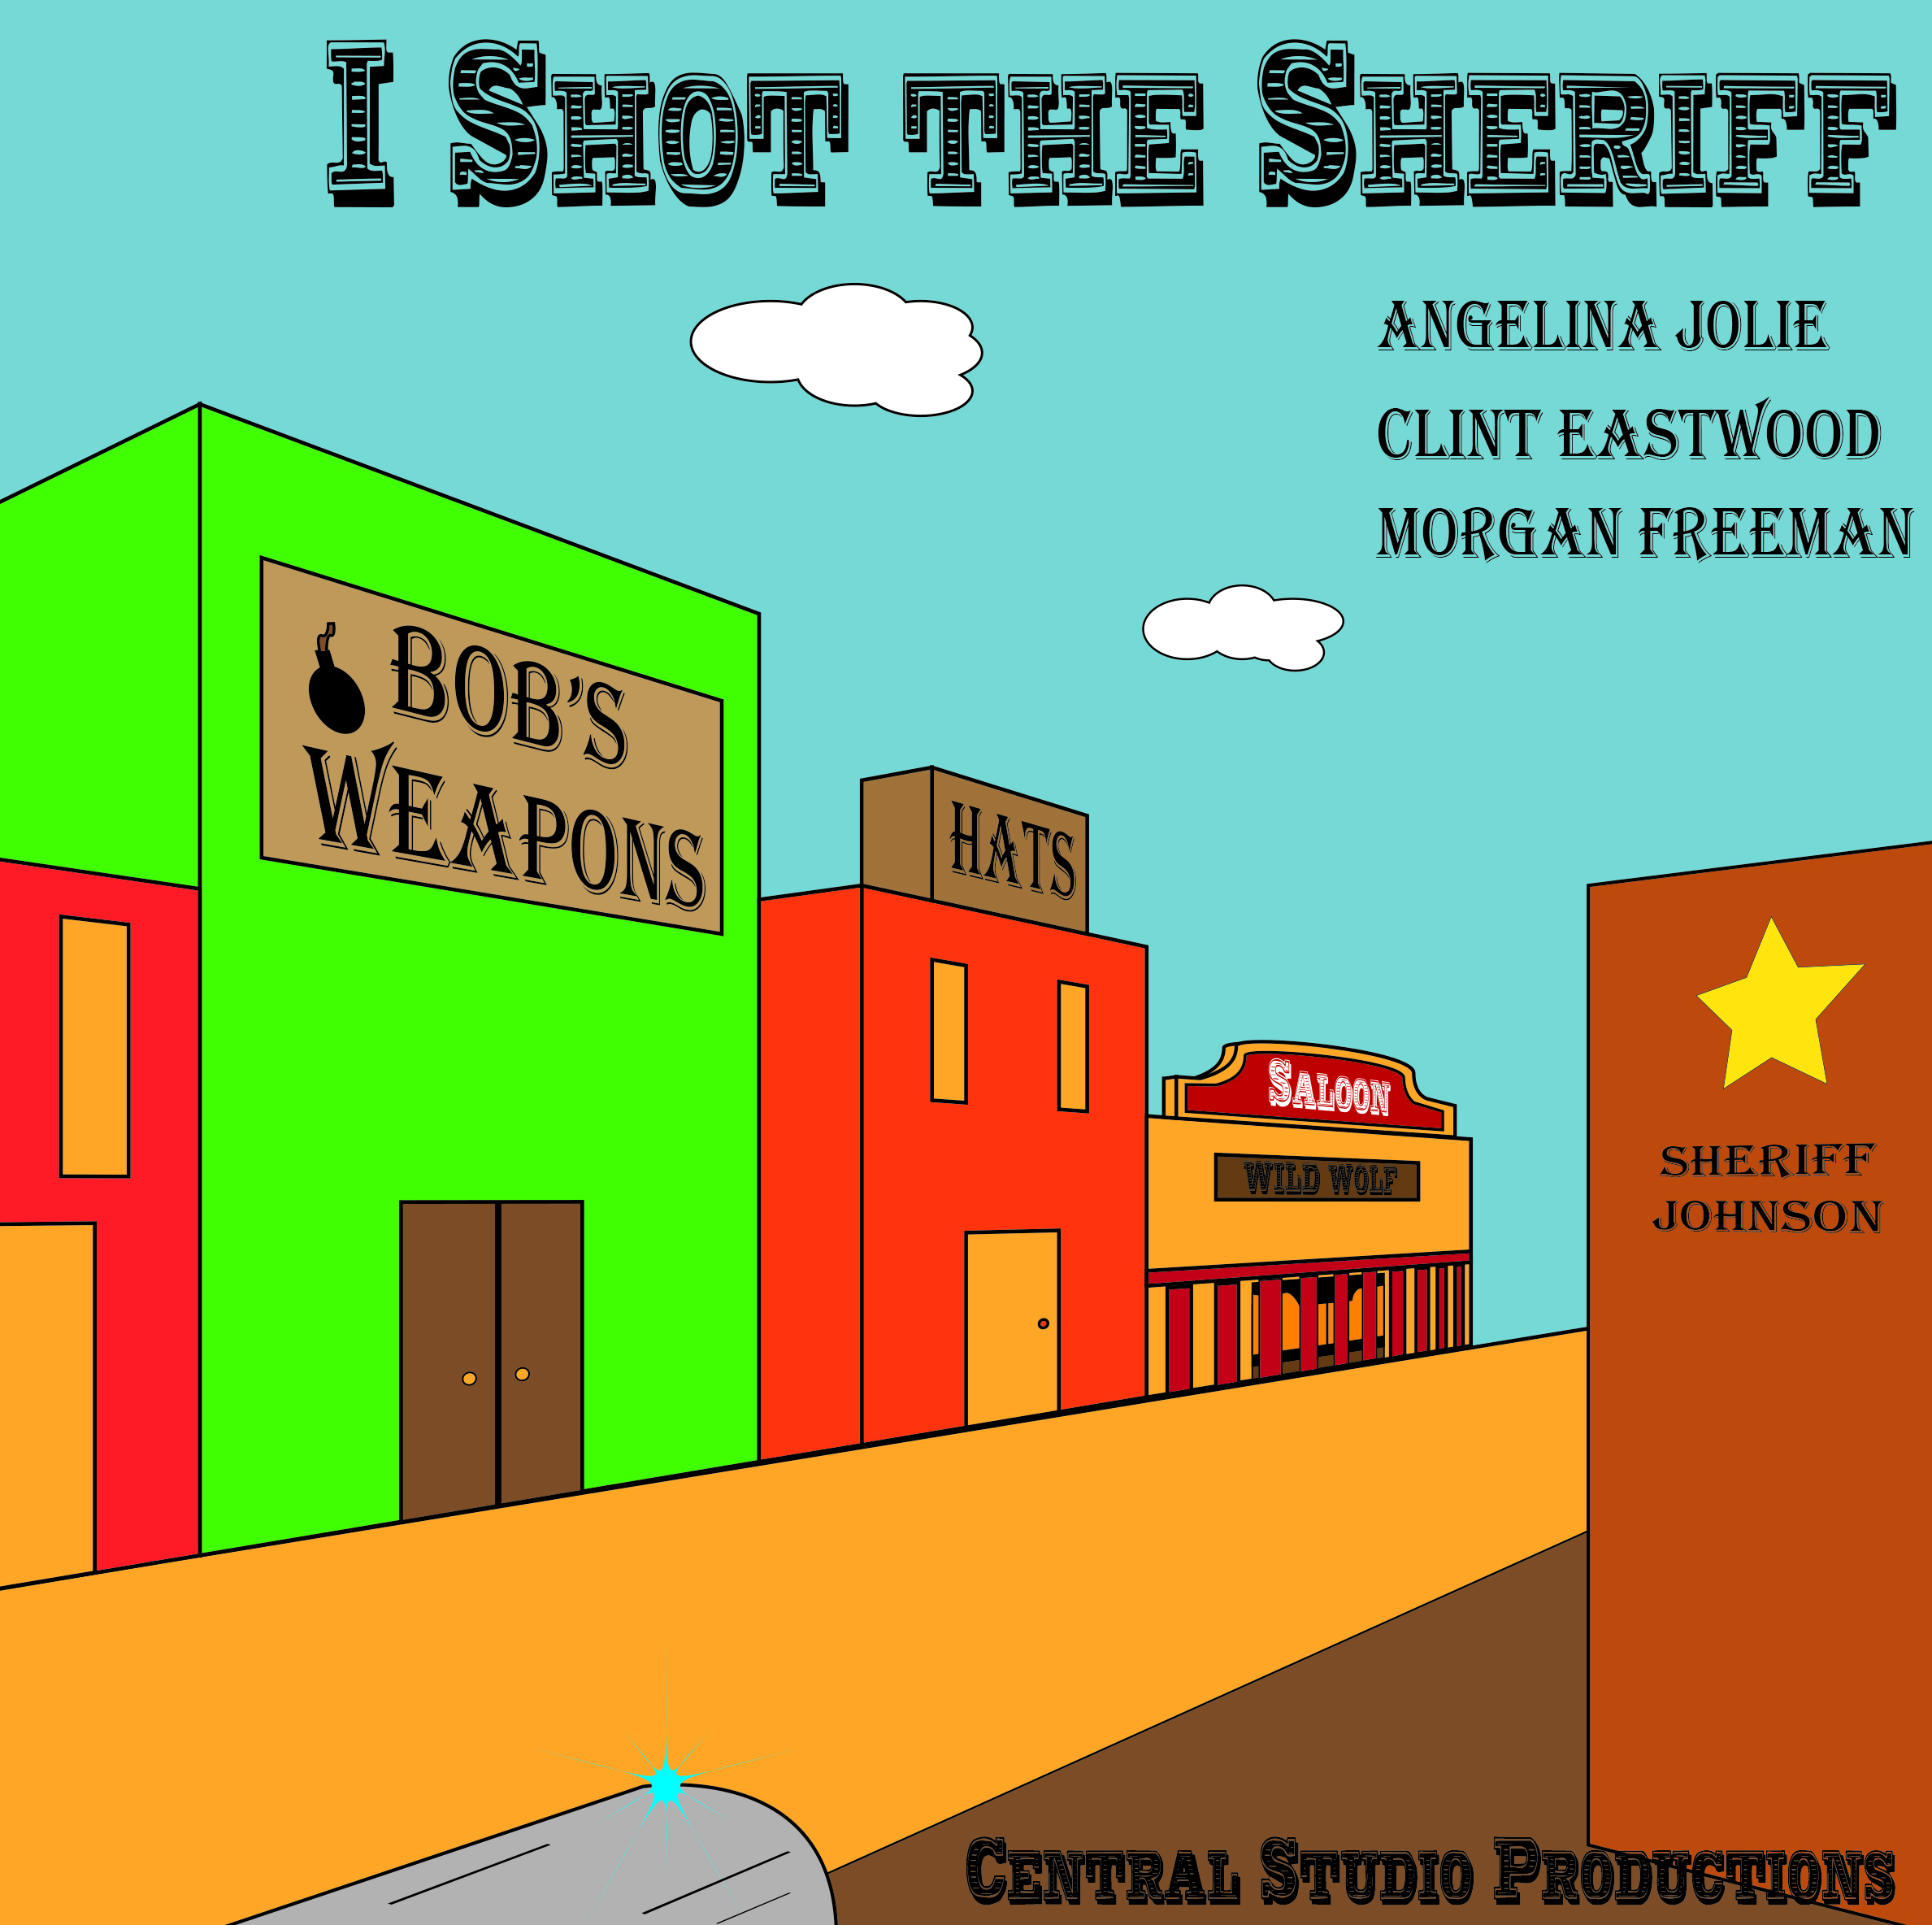 I Shot the Sheriff
ANGELINA JOLIE
CLINT EASTWOOD
MORGAN FREEMAN
BOB'S
WEAPONS
HATS
Saloon
WILD WOLF
SHERIFF
JOHNSON
Central Studio Productions